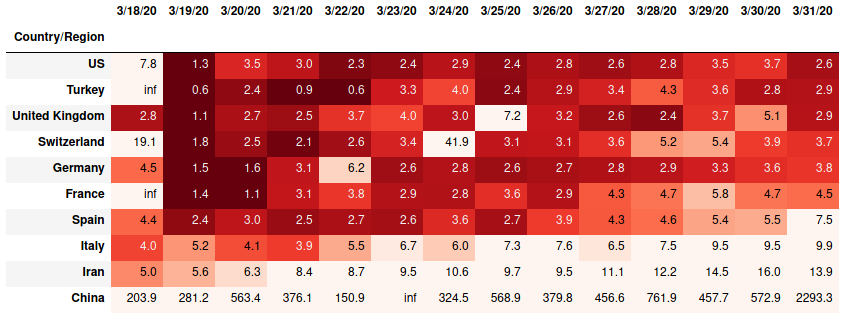 3/18/20 3/19/20 3/20/20 3/21/20 3/22/20 3/23/20 3/24/20 3/25/20 3/26/20 3/27/20 3/28/20 3/29/20 3/30/20 3/31/20
Country/Region
US 7.8 1.3 3.5 3.0 2.3 2.4 2.9 2.4 2.8 2.6 2.8 3.5 3.7 2.6
Turkey inf 0.6 2.4 0.9 0.6 3.3 4.0 2.4 2.9 3.4 4.3 3.6 2.8 2.9
United Kingdom 2.8 1.1 2.7 2.5 3.7 4.0 3.0 7.2 3.2 2.6 2.4 3.7 5.1 2.9
Switzerland 19.1 1.8 2.5 2.1 2.6 3.4 41.9 3.1 3.1 3.6 5.2 5.4 3.9 3.7
Germany 4.5 1.5 1.6 3.1 6.2 2.6 2.8 2.6 2.7 2.8 2.9 3.3 3.6 3.8
France inf 1.4 1.1 3.1 3.8 2.9 2.8 3.6 2.9 4.3 4.7 5.8 4.7 4.5
Spain 4.4 2.4 3.0 2.5 2.7 2.6 3.6 2.7 3.9 4.3 4.6 5.4 5.5 7.5
Italy 4.0 5.2 4.1 3.9 5.5 6.7 6.0 7.3 7.6 6.5 7.5 9.5 9.5 9.9
Iran 5.0 5.6 6.3 8.4 8.7 9.5 10.6 9.7 9.5 11.1 12.2 14.5 16.0 13.9
China 203.9 281.2 563.4 376.1 150.9 inf 324.5 568.9 379.8 456.6 761.9 457.7 572.9 2293.3